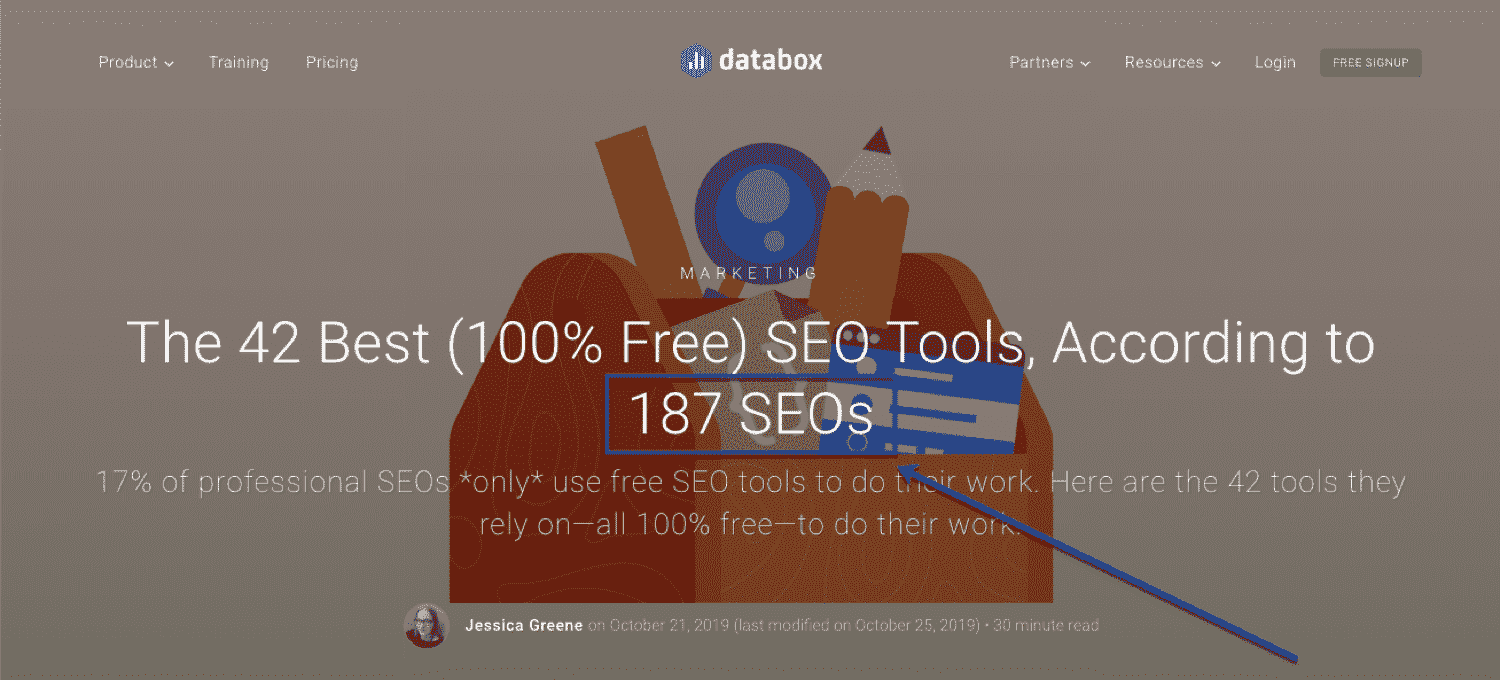 Product Training Pricing databox Partners Resources Login FREE SIGNUP
MARKETING
The 42 Best (100% Free) SEO Tools, According to
187 SEOs
17% of professional SEOs *only* use free SEO tools to do their work. Here are the 42 tools they
rely on—all 100% free—to do their work.
Jessica Greene on October 21, 2019 (last modified on October 25, 2019) • 30 minute read